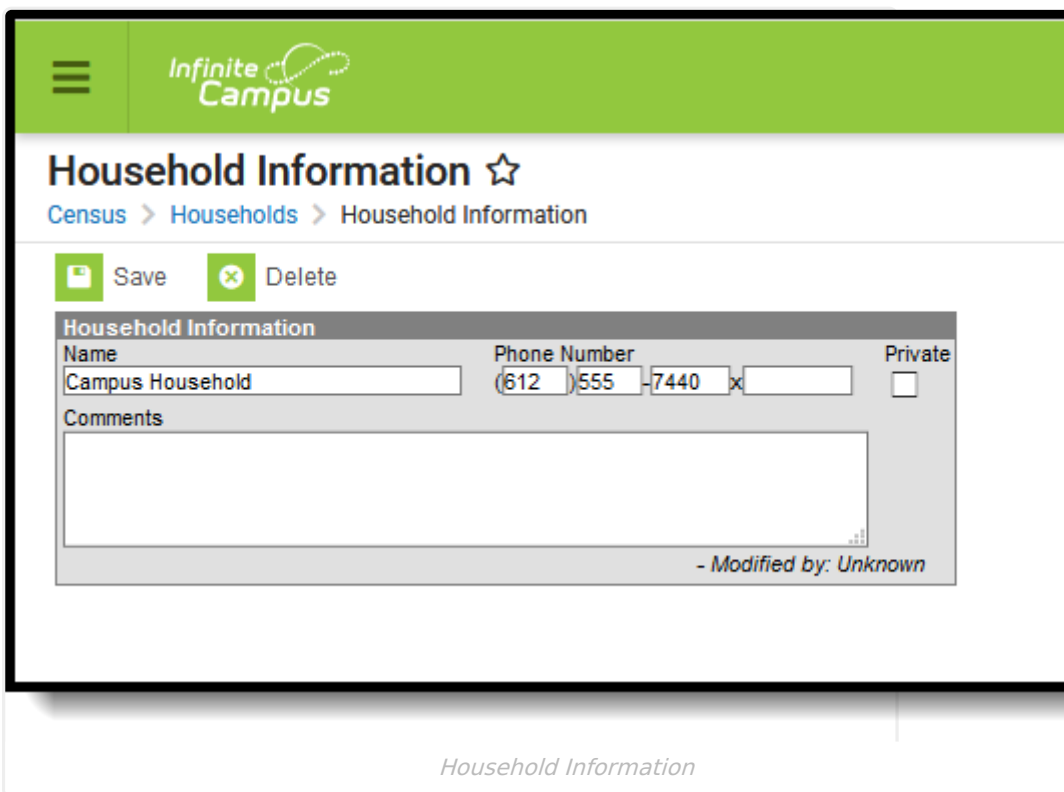 Infinite
Campus
Household Information
Census > Households > Household Information
Save Delete
Household Information
Name Phone Number Private
Campus Household (612 )555 -7440 x
Comments
- Modified by: Unknown
Household Information